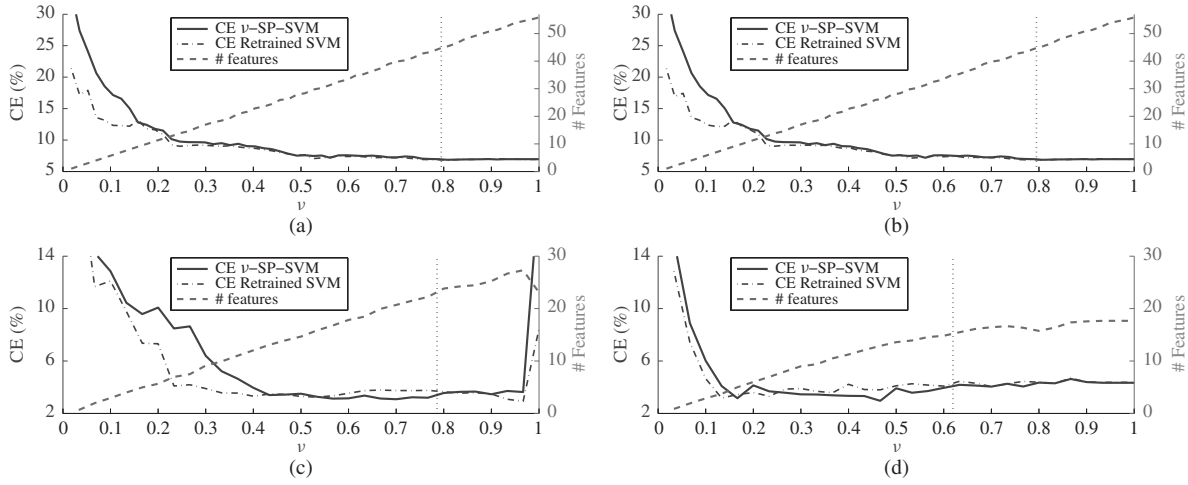 30
25
20
15
10
5
CE (%)
CE ν−SP−SVM
CE Retrained SVM
# features
50
40
30
20
10
0
# Features
0 0.1 0.2 0.3 0.4 0.5 0.6 0.7 0.8 0.9 1
ν
(a)
30
25
20
15
10
5
CE (%)
CE ν−SP−SVM
CE Retrained SVM
# features
50
40
30
20
10
0
# Features
0 0.1 0.2 0.3 0.4 0.5 0.6 0.7 0.8 0.9 1
ν
(b)
14
10
6
2
CE (%)
CE ν−SP−SVM
CE Retrained SVM
# features
30
20
10
0
# Features
0 0.1 0.2 0.3 0.4 0.5 0.6 0.7 0.8 0.9 1
ν
(c)
14
10
6
2
CE (%)
CE ν−SP−SVM
CE Retrained SVM
# features
30
20
10
0
# Features
0 0.1 0.2 0.3 0.4 0.5 0.6 0.7 0.8 0.9 1
ν
(d)